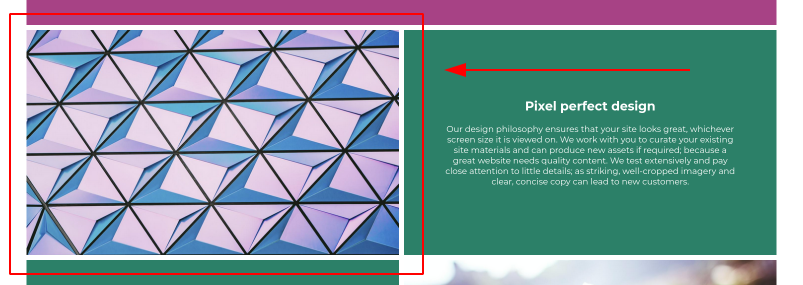 Pixel perfect design
Our design philosophy ensures that your site looks great, whichever
screen size it is viewed on. We work with you to curate your existing
site materials and can produce new assets if required; because a
great website needs quality content. We test extensively and pay
close attention to little details; as striking, well-cropped imagery and
clear, concise copy can lead to new customers.